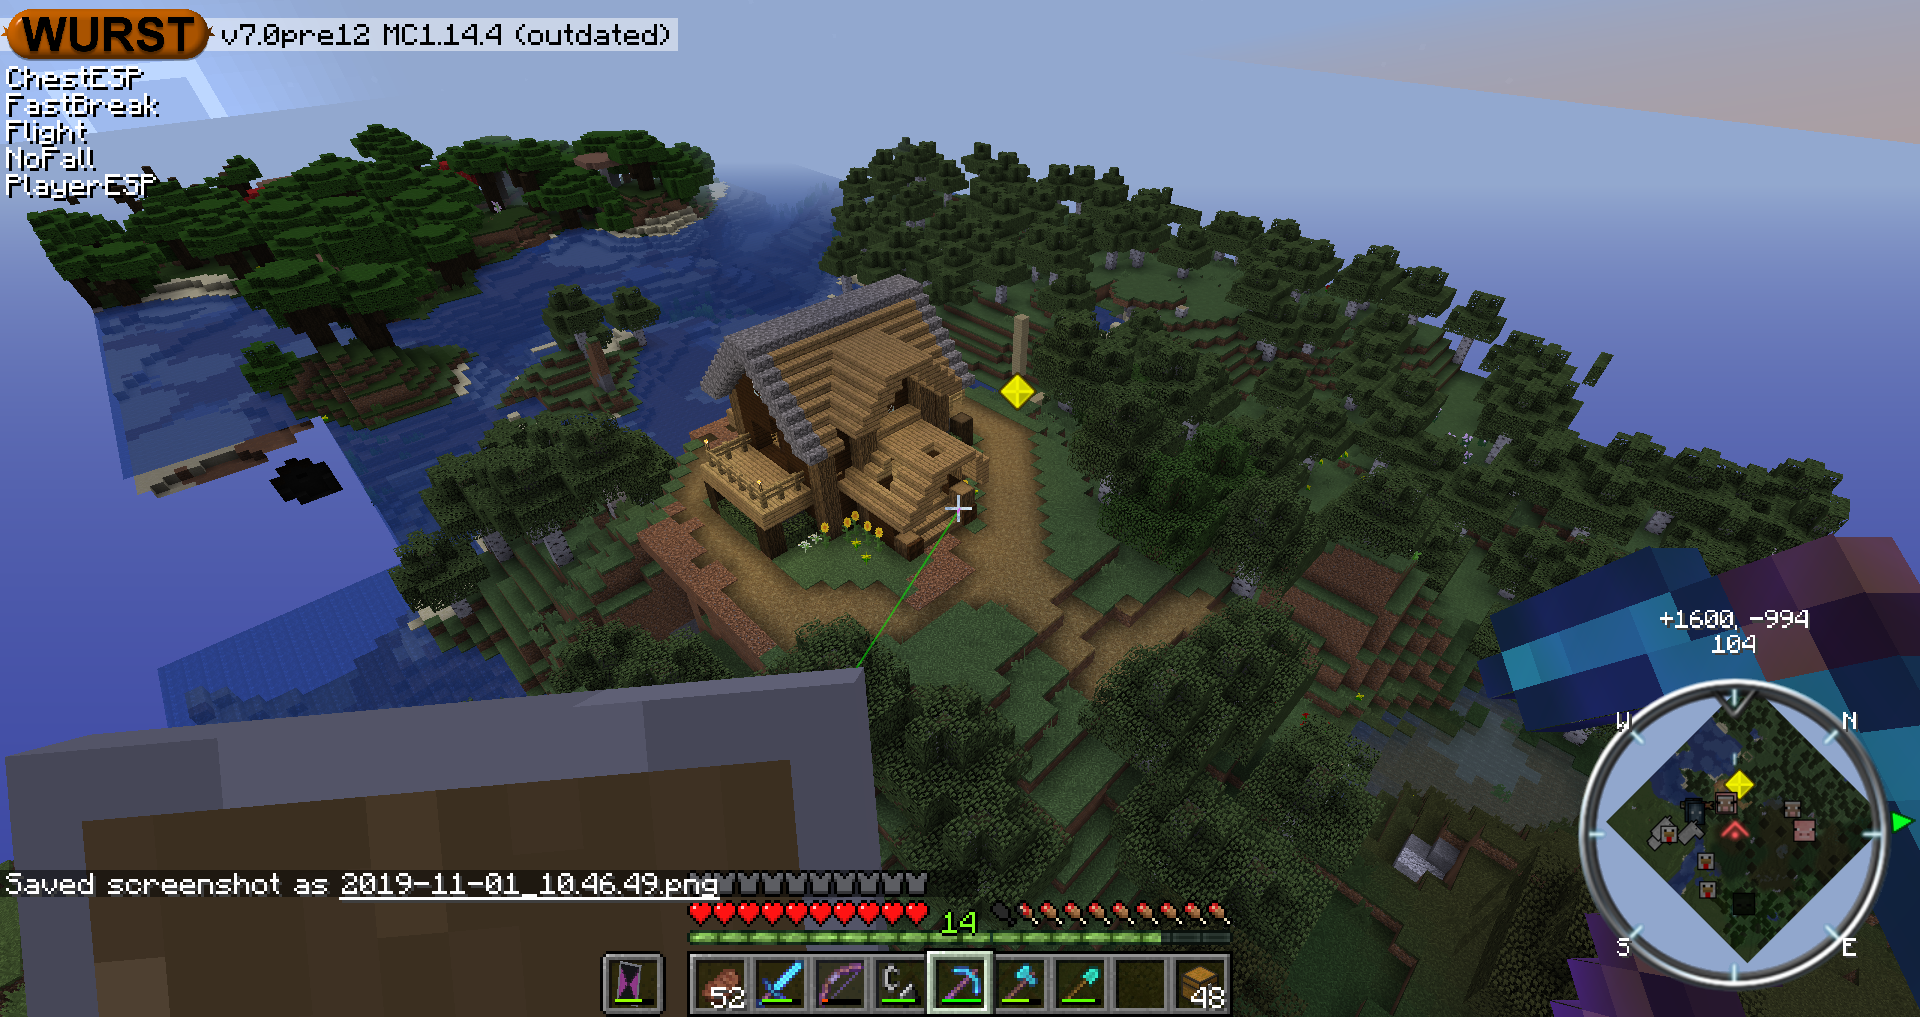 WURST v7.0pre12 MC1.14.4 (outdated)
ChestESP
FastBreak
Flight
NoFall
PlayerESP
+1600, -994
104
W
N
S
E
Saved screenshot as 2019-11-01_10.46.49.png
14
52
48